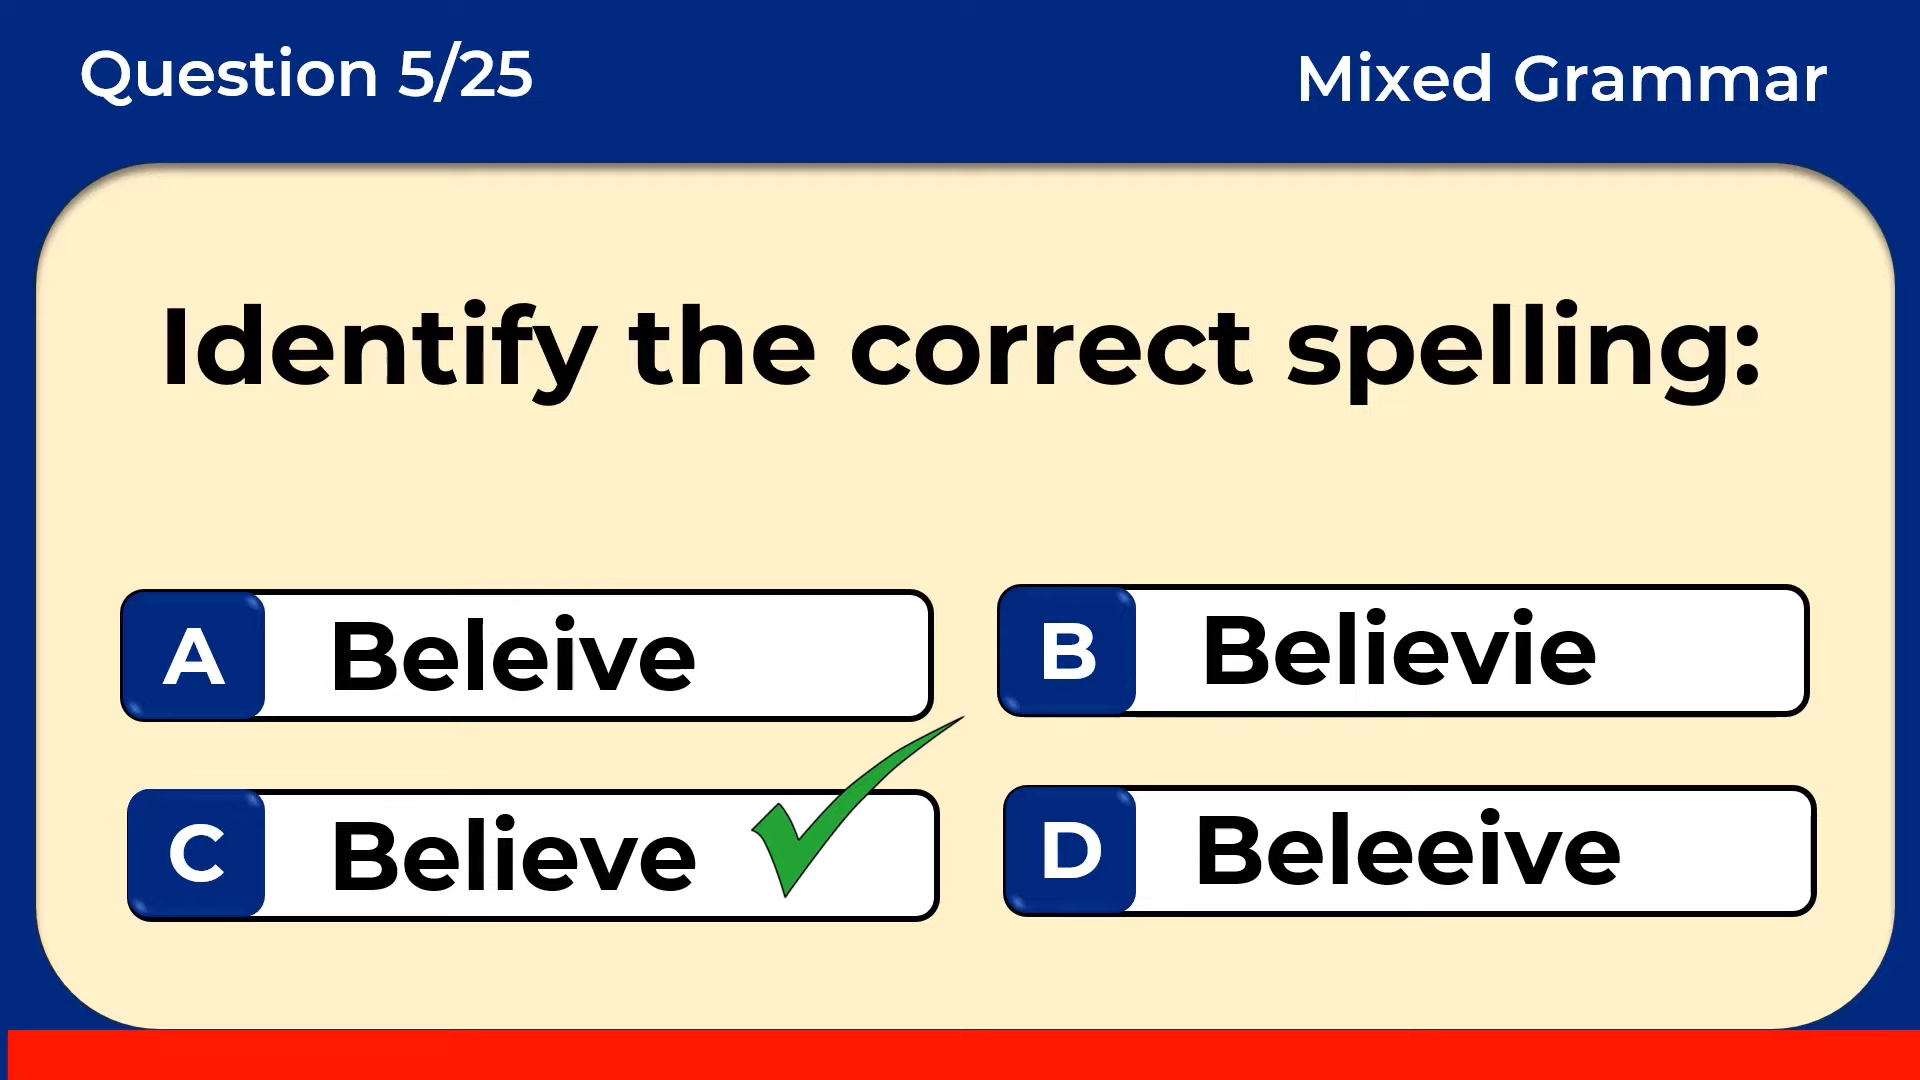 Question 5/25
Mixed Grammar
Identify the correct spelling:
A Beleive
B Believie
C Believe
D Beleeive